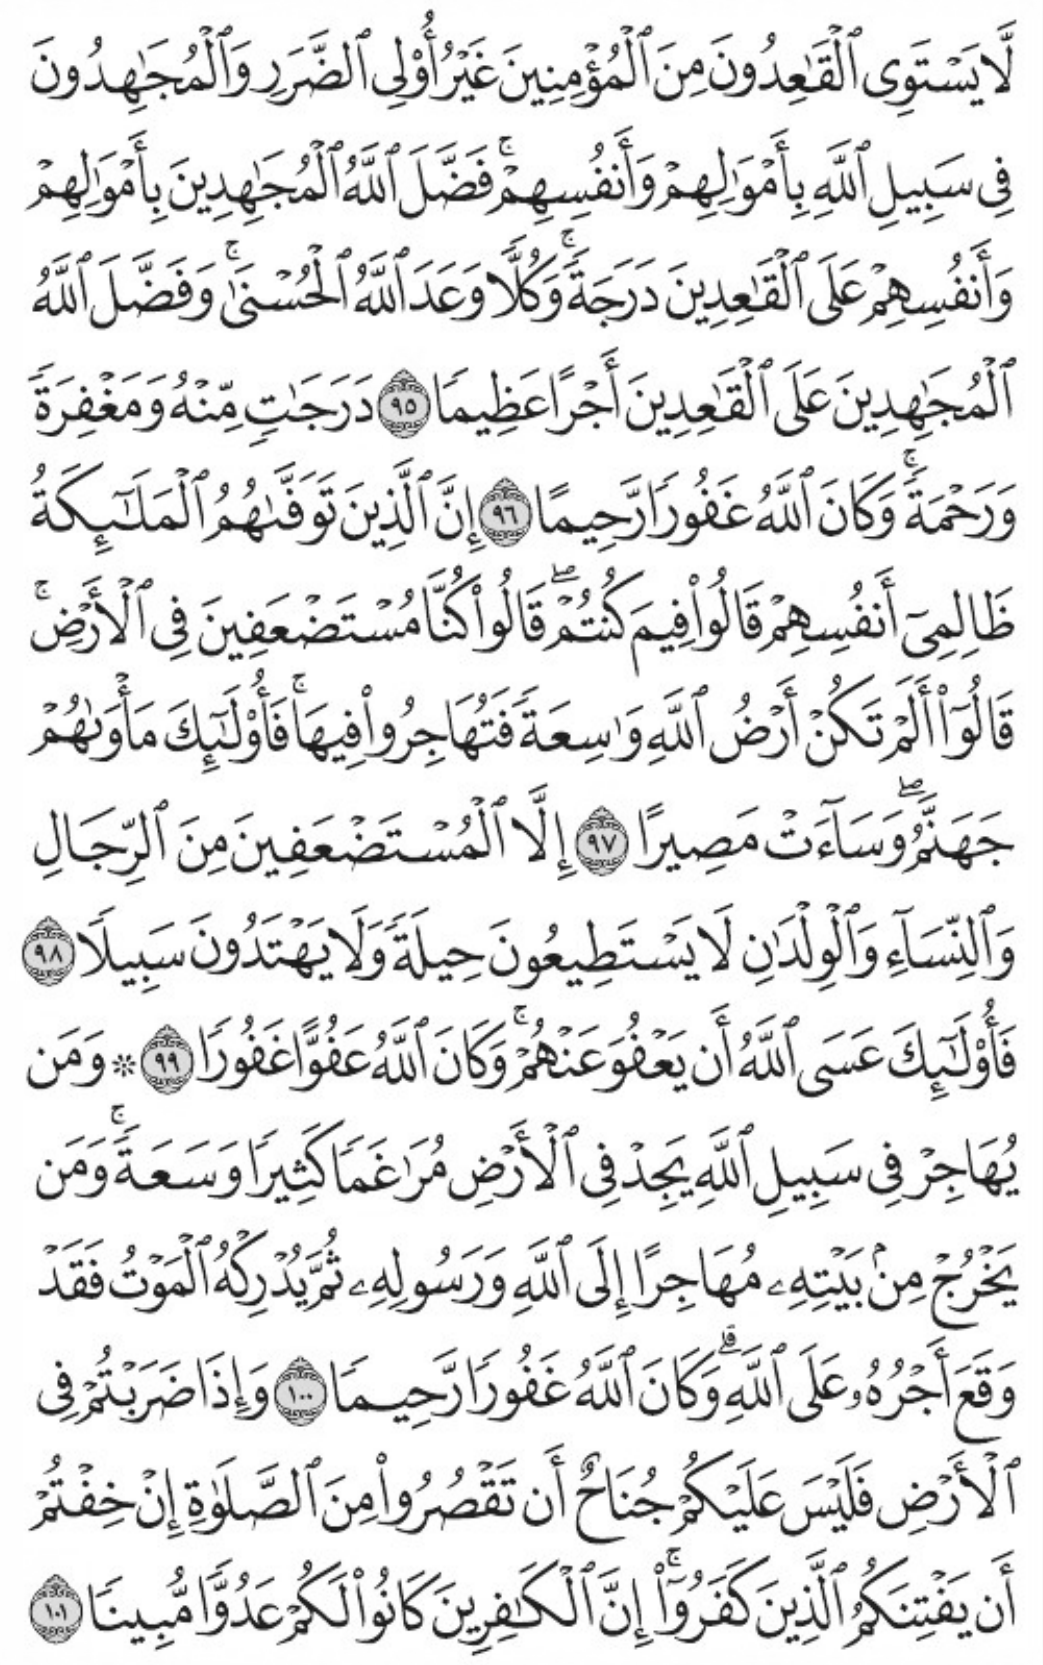 لَّا يَسْتَوِى ٱلْقَـٰعِدُونَ مِنَ ٱلْمُؤْمِنِينَ غَيْرُ أُو۟لِى ٱلضَّرَرِ وَٱلْمُجَـٰهِدُونَ
فِى سَبِيلِ ٱللَّهِ بِأَمْوَٰلِهِمْ وَأَنفُسِهِمْ ۚ فَضَّلَ ٱللَّهُ ٱلْمُجَـٰهِدِينَ بِأَمْوَٰلِهِمْ
وَأَنفُسِهِمْ عَلَى ٱلْقَـٰعِدِينَ دَرَجَةً ۚ وَكُلًّا وَعَدَ ٱللَّهُ ٱلْحُسْنَىٰ ۚ وَفَضَّلَ ٱللَّهُ
ٱلْمُجَـٰهِدِينَ عَلَى ٱلْقَـٰعِدِينَ أَجْرًا عَظِيمًا ٩٥ دَرَجَـٰتٍ مِّنْهُ وَمَغْفِرَةً
وَرَحْمَةً ۚ وَكَانَ ٱللَّهُ غَفُورًا رَّحِيمًا ٩٦ إِنَّ ٱلَّذِينَ تَوَفَّىٰهُمُ ٱلْمَلَـٰٓئِكَةُ
ظَالِمِىٓ أَنفُسِهِمْ قَالُوا۟ فِيمَ كُنتُمْ ۖ قَالُوا۟ كُنَّا مُسْتَضْعَفِينَ فِى ٱلْأَرْضِ ۚ
قَالُوٓا۟ أَلَمْ تَكُنْ أَرْضُ ٱللَّهِ وَٰسِعَةً فَتُهَاجِرُوا۟ فِيهَا ۚ فَأُو۟لَـٰٓئِكَ مَأْوَىٰهُمْ
جَهَنَّمُ ۖ وَسَآءَتْ مَصِيرًا ٩٧ إِلَّا ٱلْمُسْتَضْعَفِينَ مِنَ ٱلرِّجَالِ
وَٱلنِّسَآءِ وَٱلْوِلْدَٰنِ لَا يَسْتَطِيعُونَ حِيلَةً وَلَا يَهْتَدُونَ سَبِيلًا ٩٨
فَأُو۟لَـٰٓئِكَ عَسَى ٱللَّهُ أَن يَعْفُوَ عَنْهُمْ ۚ وَكَانَ ٱللَّهُ عَفُوًّا غَفُورًا ٩٩ ۞ وَمَن
يُهَاجِرْ فِى سَبِيلِ ٱللَّهِ يَجِدْ فِى ٱلْأَرْضِ مُرَٰغَمًا كَثِيرًا وَسَعَةً ۚ وَمَن
يَخْرُجْ مِنۢ بَيْتِهِۦ مُهَاجِرًا إِلَى ٱللَّهِ وَرَسُولِهِۦ ثُمَّ يُدْرِكْهُ ٱلْمَوْتُ فَقَدْ
وَقَعَ أَجْرُهُۥ عَلَى ٱللَّهِ ۗ وَكَانَ ٱللَّهُ غَفُورًا رَّحِيمًا ١٠٠ وَإِذَا ضَرَبْتُمْ فِى
ٱلْأَرْضِ فَلَيْسَ عَلَيْكُمْ جُنَاحٌ أَن تَقْصُرُوا۟ مِنَ ٱلصَّلَوٰةِ إِنْ خِفْتُمْ
أَن يَفْتِنَكُمُ ٱلَّذِينَ كَفَرُوٓا۟ ۚ إِنَّ ٱلْكَـٰفِرِينَ كَانُوا۟ لَكُمْ عَدُوًّا مُّبِينًا ١٠١